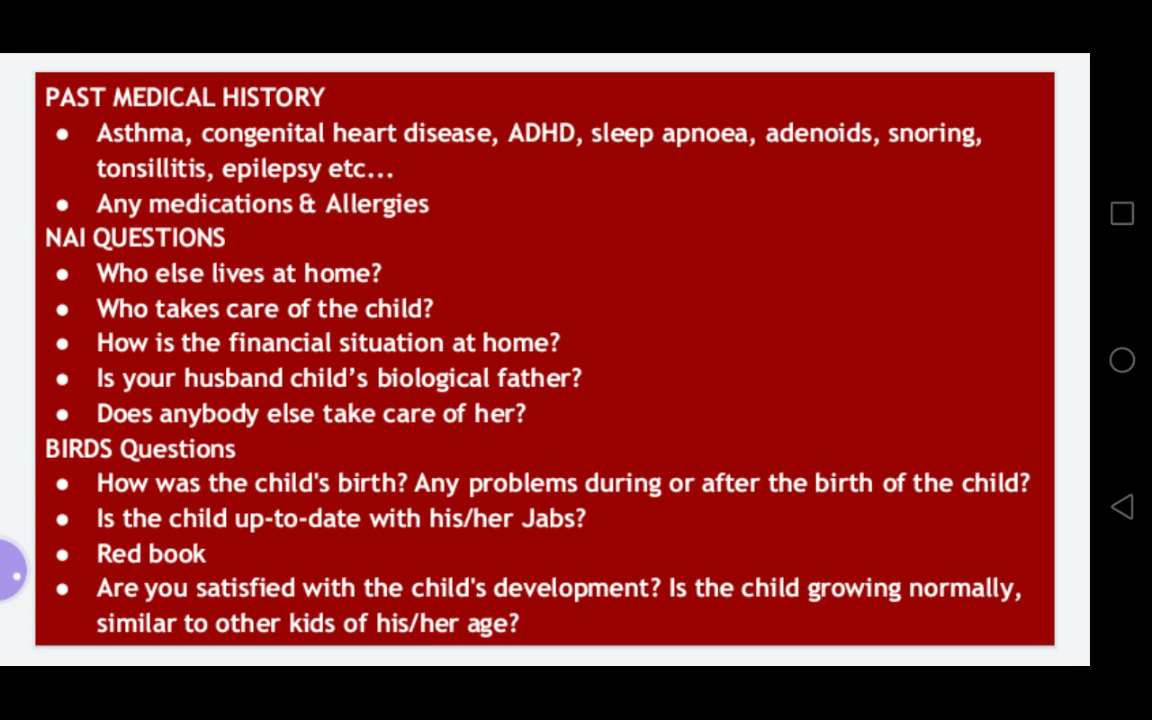 PAST MEDICAL HISTORY
● Asthma, congenital heart disease, ADHD, sleep apnoea, adenoids, snoring,
tonsillitis, epilepsy etc...
● Any medications & Allergies
NAI QUESTIONS
● Who else lives at home?
● Who takes care of the child?
● How is the financial situation at home?
● Is your husband child's biological father?
● Does anybody else take care of her?
BIRDS Questions
● How was the child's birth? Any problems during or after the birth of the child?
● Is the child up-to-date with his/her Jabs?
● Red book
● Are you satisfied with the child's development? Is the child growing normally,
similar to other kids of his/her age?